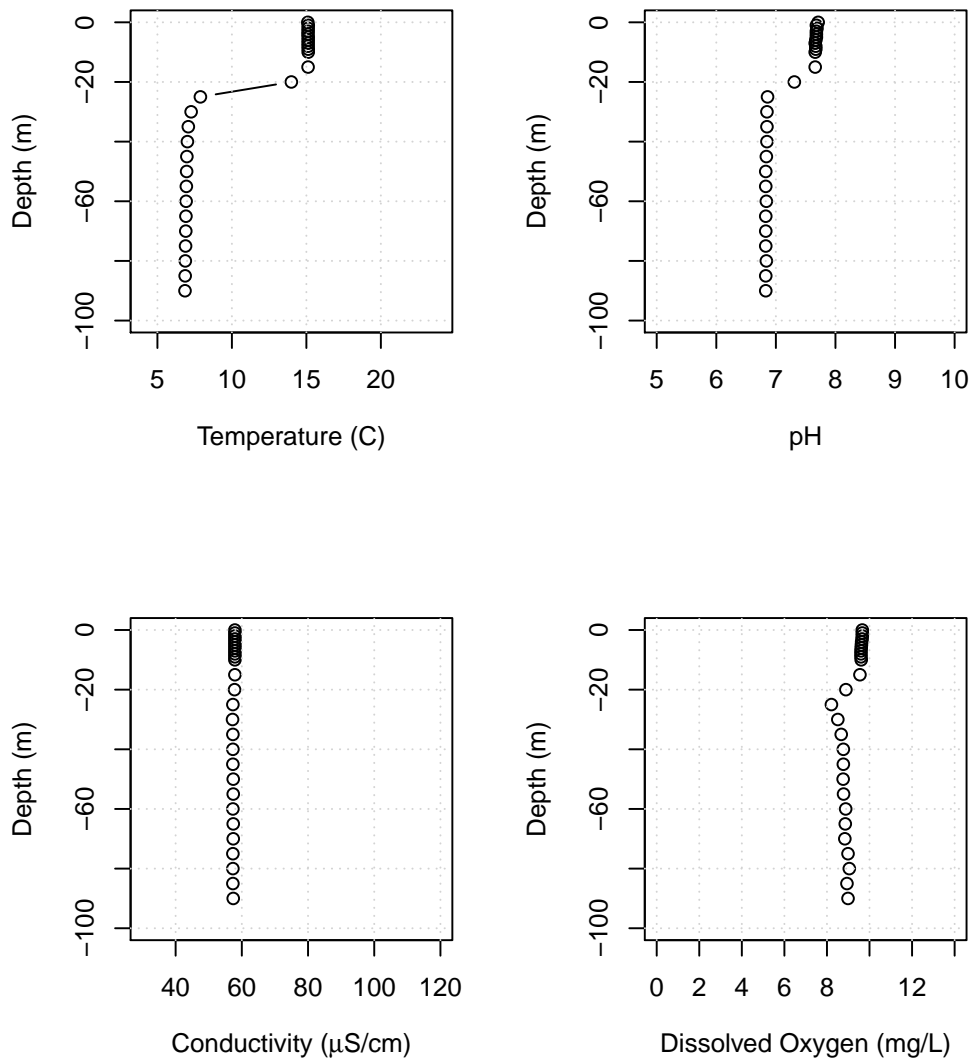 0
−20
−60
−100
Depth (m)
5 10 15 20
Temperature (C)
0
−20
−60
−100
Depth (m)
5 6 7 8 9 10
pH
0
−20
−60
−100
Depth (m)
40 60 80 100 120
Conductivity (μS/cm)
0
−20
−60
−100
Depth (m)
0 2 4 6 8 12
Dissolved Oxygen (mg/L)